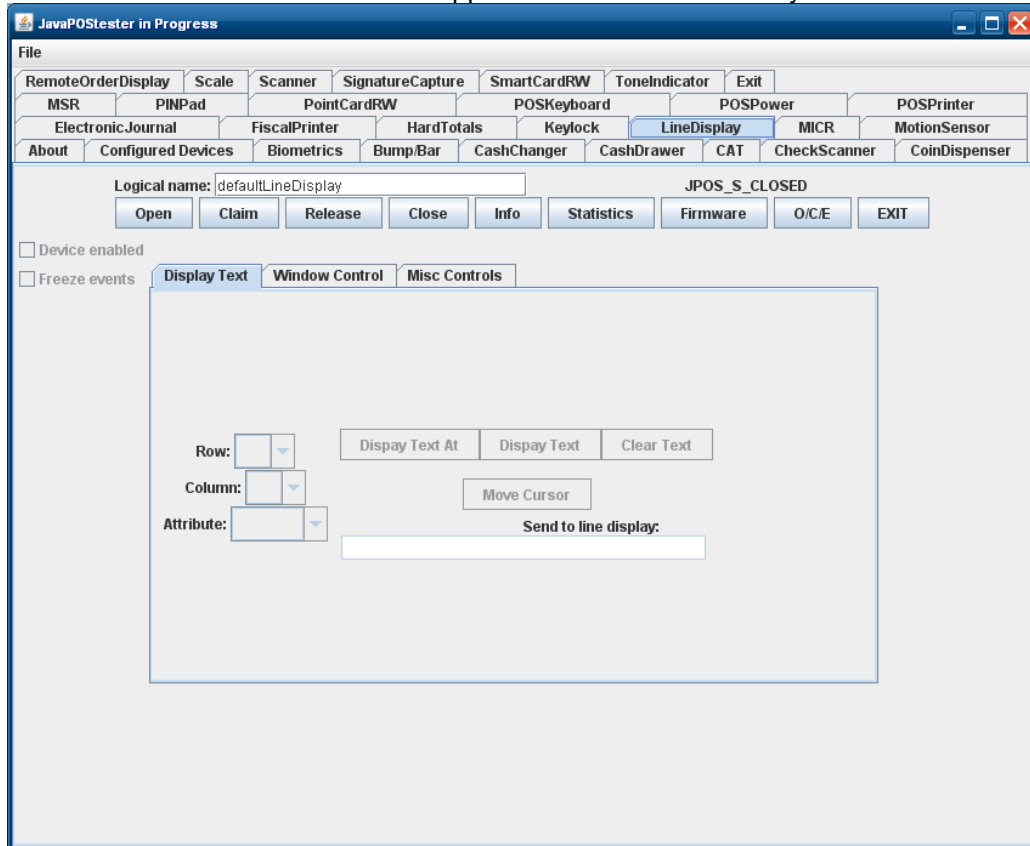 JavaPOStester in Progress
File
RemoteOrderDisplay Scale Scanner SignatureCapture SmartCardRW ToneIndicator Exit
MSR PINPad PointCardRW POSKeyboard POSPower POSPrinter
ElectronicJournal FiscalPrinter HardTotals Keylock LineDisplay MICR MotionSensor
About Configured Devices Biometrics Bump/Bar CashChanger CashDrawer CAT CheckScanner CoinDispenser
Logical name: defaultLineDisplay JPOS_S_CLOSED
Open Claim Release Close Info Statistics Firmware O/C/E EXIT
Device enabled
Freeze events Display Text Window Control Misc Controls
Row: Dispay Text At Dispay Text Clear Text
Column: Move Cursor
Attribute: Send to line display: